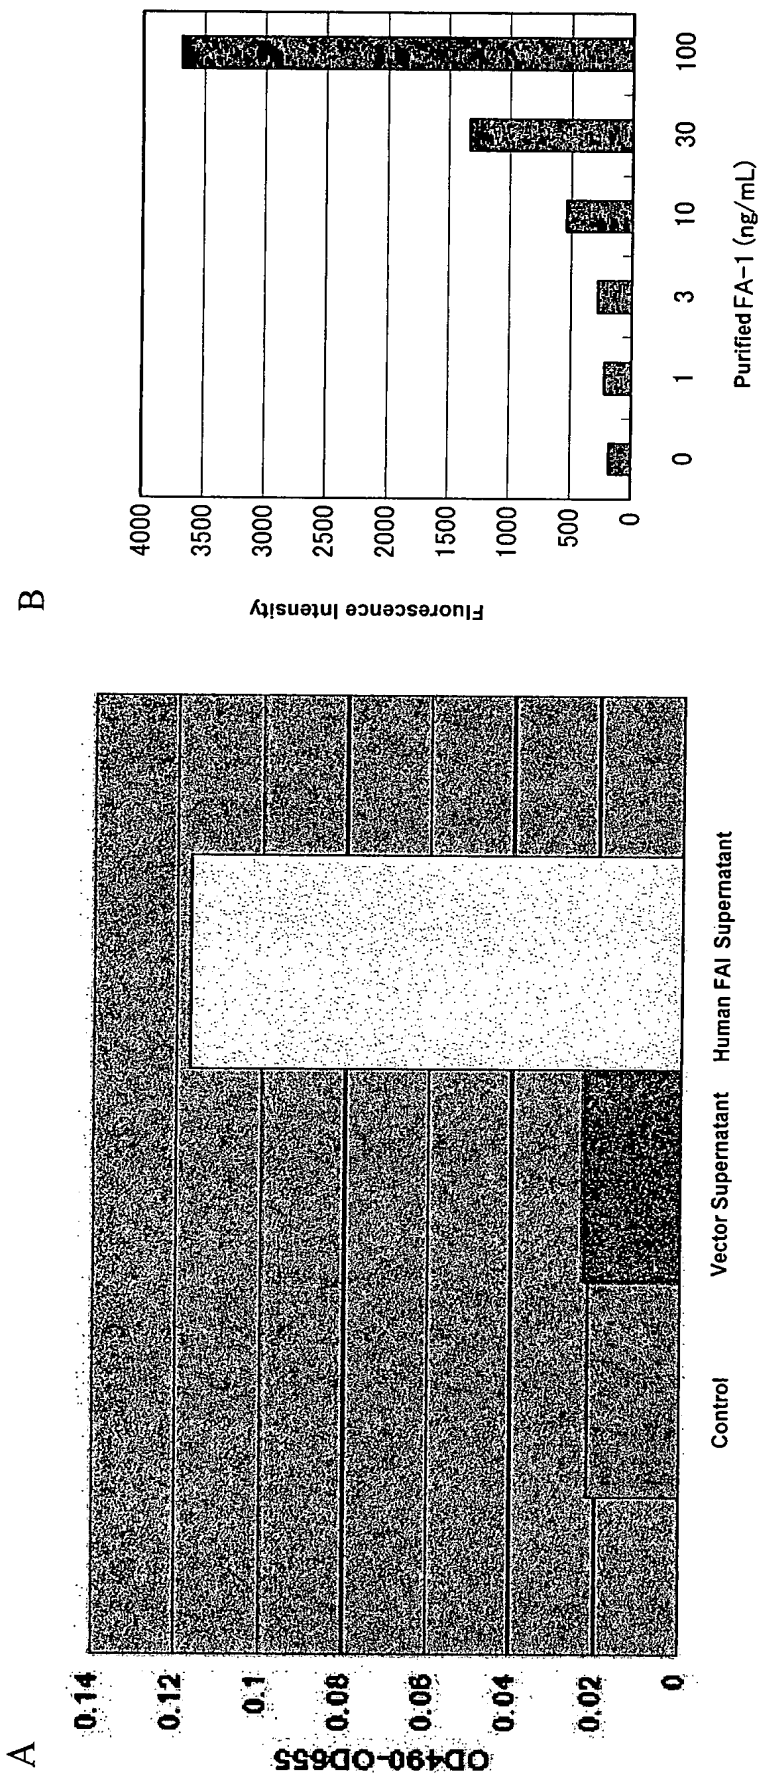 A
OD490-OD655
0.14
0.12
0.1
0.08
0.06
0.04
0.02
0
Control
Vector Supernatant
Human FAI Supernatant
B
Fluorescence Intensity
4000
3500
3000
2500
2000
1500
1000
500
0
0
1
3
10
30
100
Purified FA-1 (ng/mL)